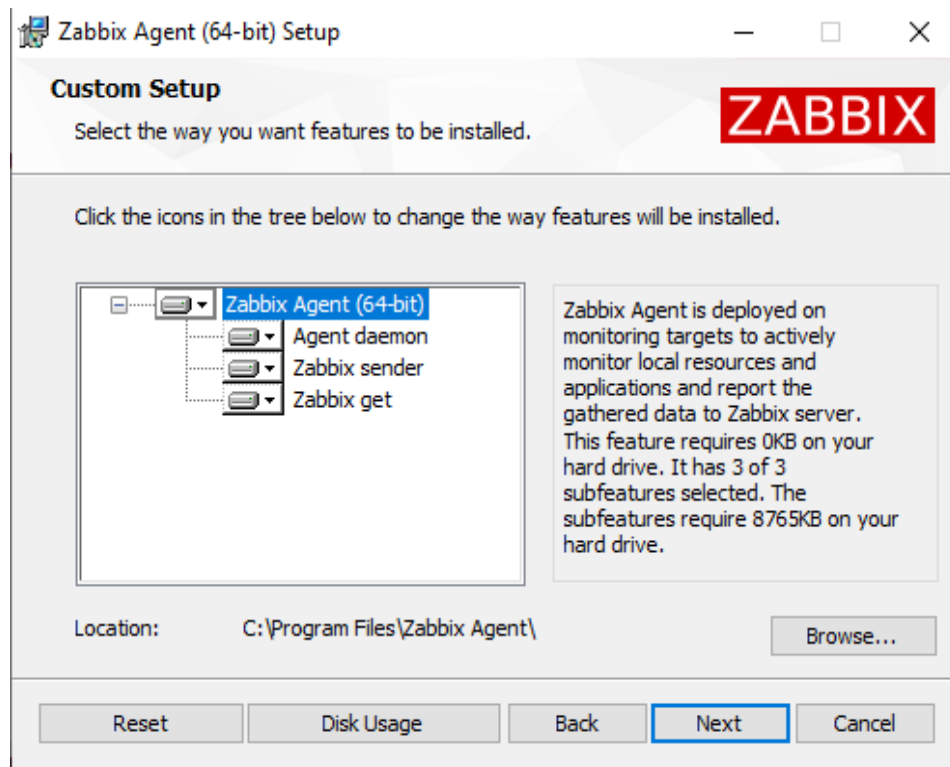 Zabbix Agent (64-bit) Setup
Custom Setup
Select the way you want features to be installed.
ZABBIX
Click the icons in the tree below to change the way features will be installed.
Zabbix Agent (64-bit)
Agent daemon
Zabbix sender
Zabbix get
Zabbix Agent is deployed on
monitoring targets to actively
monitor local resources and
applications and report the
gathered data to Zabbix server.
This feature requires 0KB on your
hard drive. It has 3 of 3
subfeatures selected. The
subfeatures require 8765KB on your
hard drive.
Location: C:\Program Files\Zabbix Agent\
Browse...
Reset Disk Usage Back Next Cancel